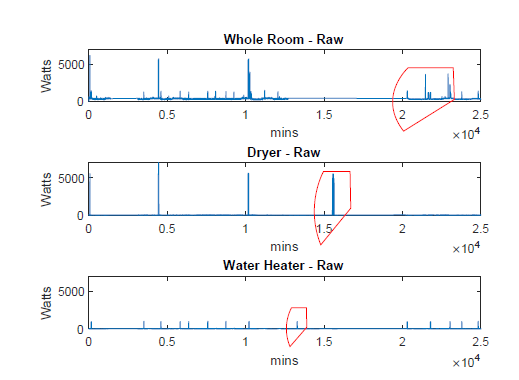 Whole Room - Raw
5000
0
Watts
0 0.5 1 1.5 2 2.5
mins
×10^4
Dryer - Raw
5000
0
Watts
0 0.5 1 1.5 2 2.5
mins
×10^4
Water Heater - Raw
5000
0
Watts
0 0.5 1 1.5 2 2.5
mins
×10^4